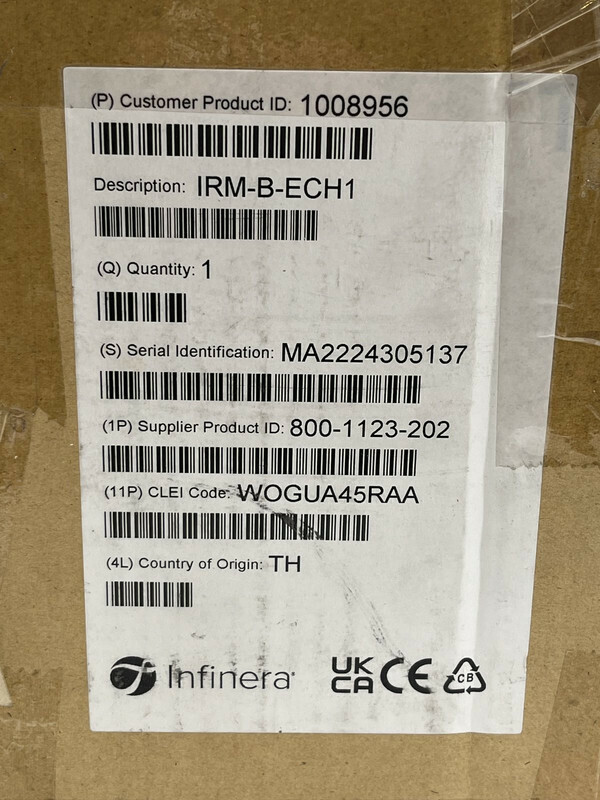 (P) Customer Product ID: 1008956
Description: IRM-B-ECH1
(Q) Quantity: 1
(S) Serial Identification: MA2224305137
(1P) Supplier Product ID: 800-1123-202
(11P) CLEI Code: WOGUA45RAA
(4L) Country of Origin: TH
Infinera
UK
CA CE CB